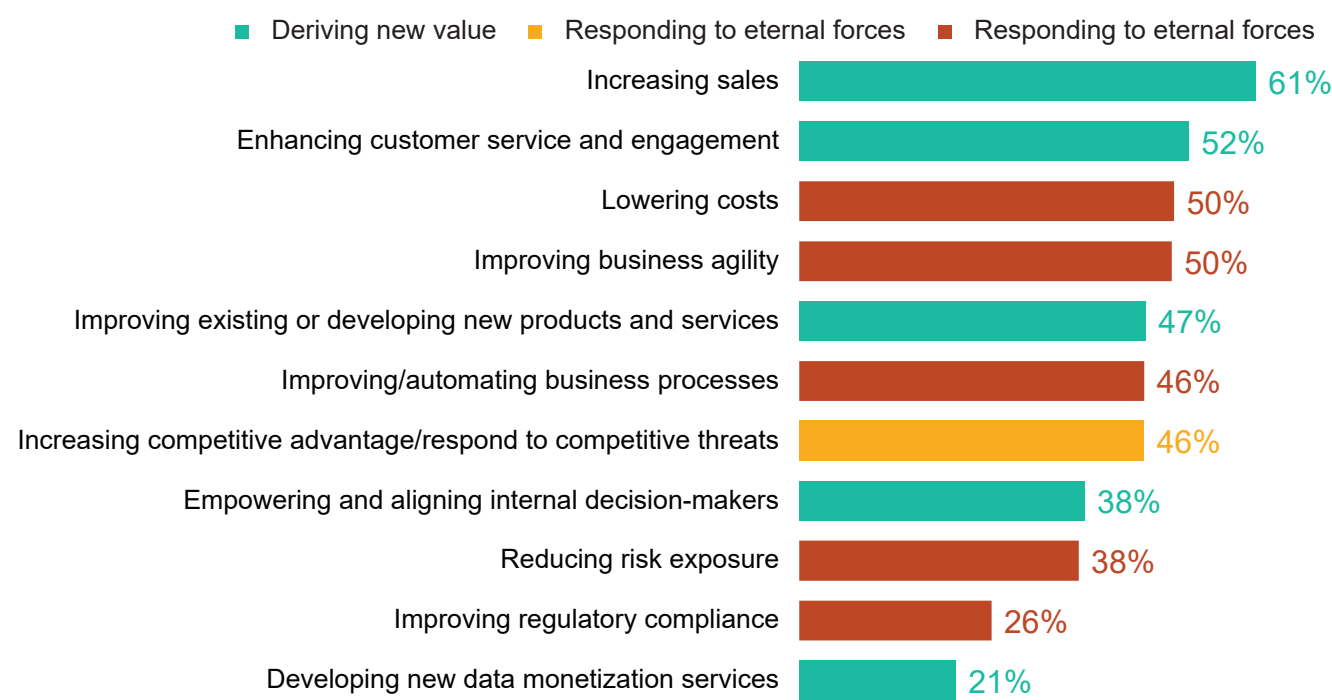 Deriving new value Responding to eternal forces Responding to eternal forces
Increasing sales 61%
Enhancing customer service and engagement 52%
Lowering costs 50%
Improving business agility 50%
Improving existing or developing new products and services 47%
Improving/automating business processes 46%
Increasing competitive advantage/respond to competitive threats 46%
Empowering and aligning internal decision-makers 38%
Reducing risk exposure 38%
Improving regulatory compliance 26%
Developing new data monetization services 21%